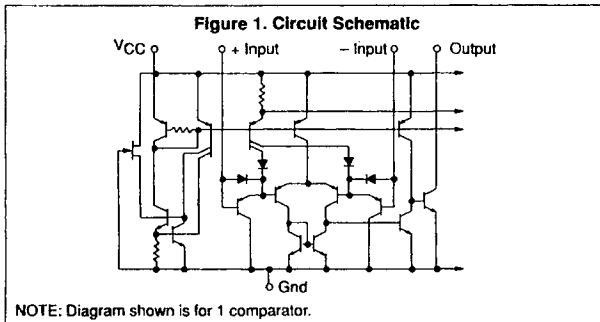 Figure 1. Circuit Schematic
VCC + Input – Input Output
Gnd
NOTE: Diagram shown is for 1 comparator.